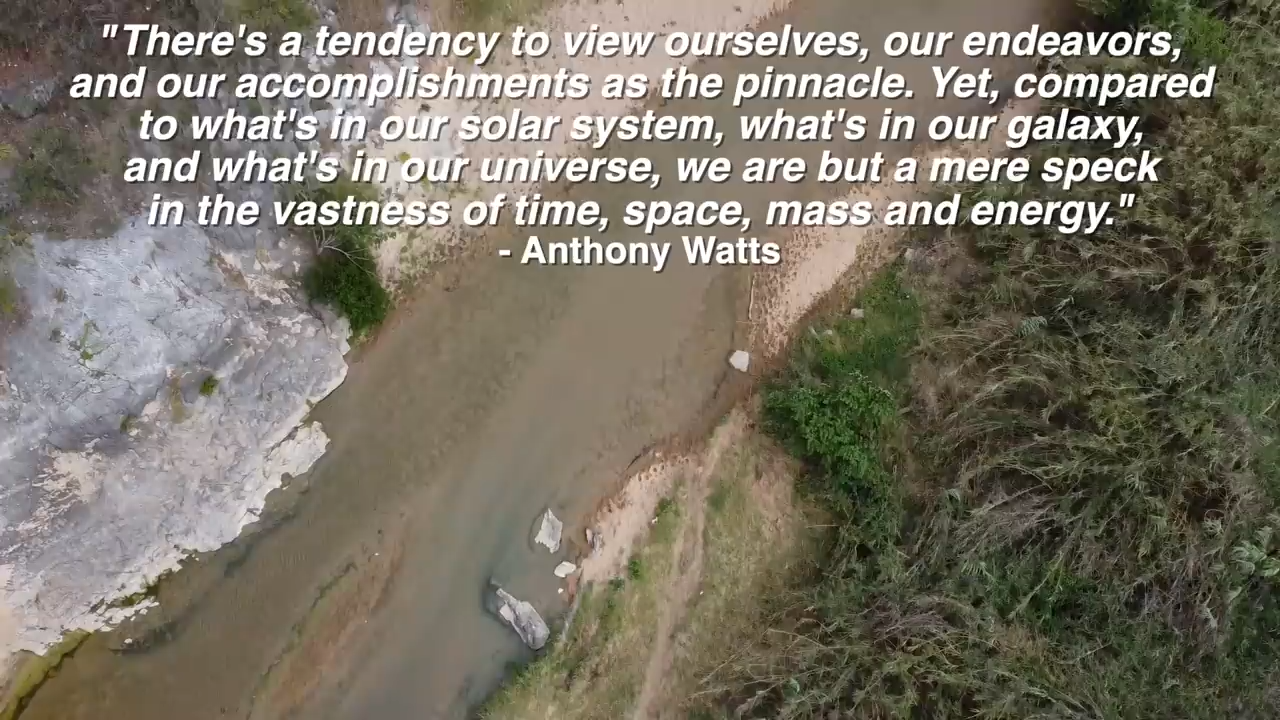 "There's a tendency to view ourselves, our endeavors,
and our accomplishments as the pinnacle. Yet, compared
to what's in our solar system, what's in our galaxy,
and what's in our universe, we are but a mere speck
in the vastness of time, space, mass and energy."
- Anthony Watts